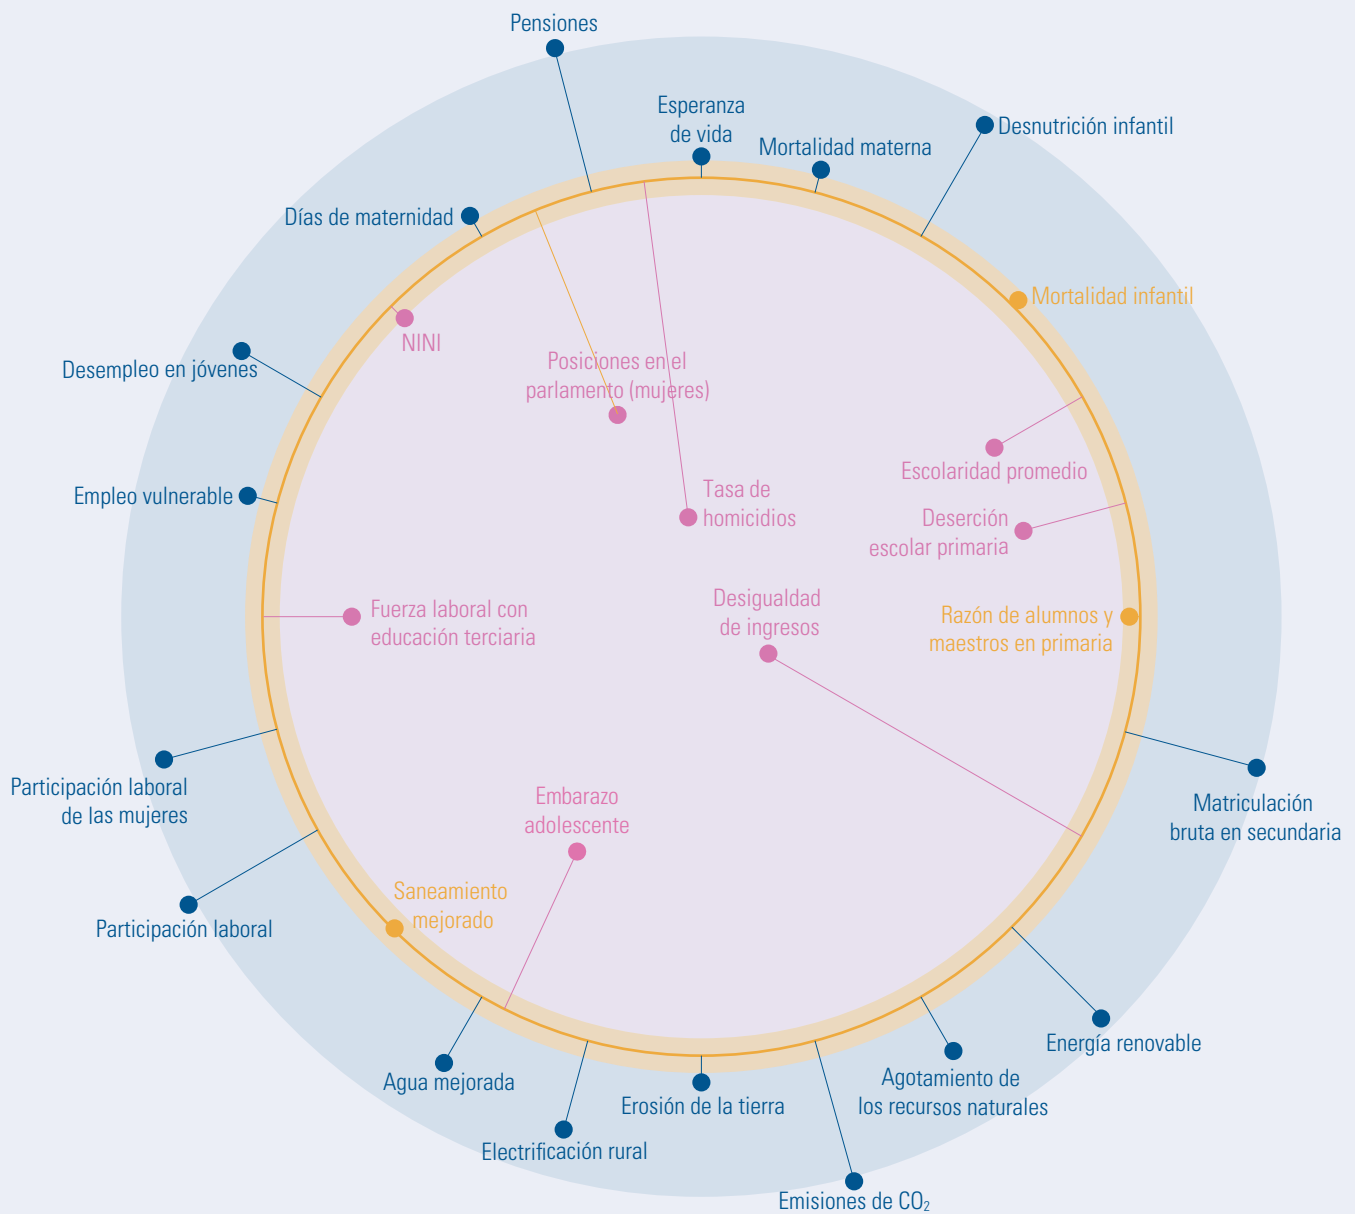 Pensiones
Esperanza
de vida
Mortalidad materna
Desnutrición infantil
Días de maternidad
Mortalidad infantil
NINI
Desempleo en jóvenes
Posiciones en el
parlamento (mujeres)
Escolaridad promedio
Empleo vulnerable
Tasa de
homicidios
Deserción
escolar primaria
Fuerza laboral con
educación terciaria
Desigualdad
de ingresos
Razón de alumnos y
maestros en primaria
Participación laboral
de las mujeres
Embarazo
adolescente
Matriculación
bruta en secundaria
Saneamiento
mejorado
Participación laboral
Energía renovable
Agua mejorada
Agotamiento de
los recursos naturales
Erosión de la tierra
Electrificación rural
Emisiones de CO₂